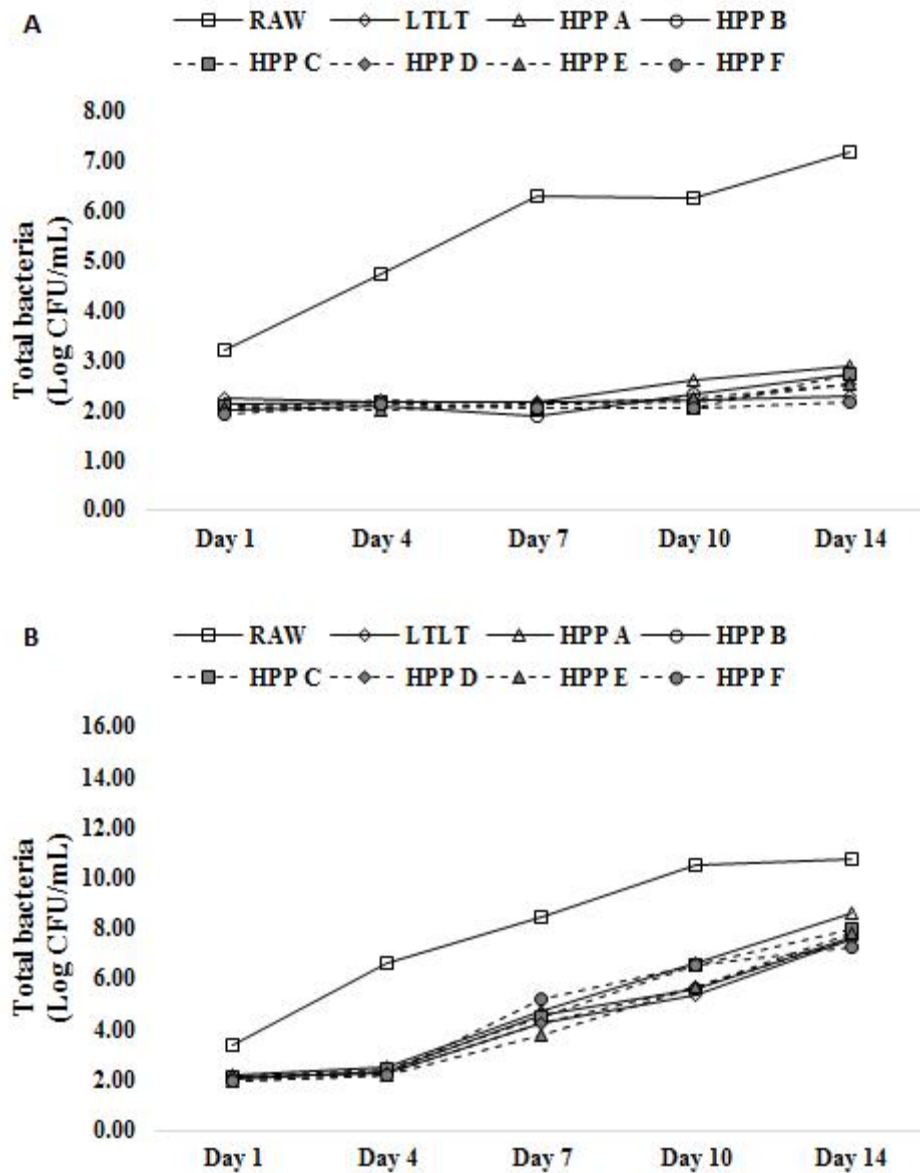 A
RAW LTLT HPP A HPP B
HPP C HPP D HPP E HPP F
8.00
7.00
6.00
5.00
4.00
3.00
2.00
1.00
0.00
Total bacteria
(Log CFU/mL)
Day 1 Day 4 Day 7 Day 10 Day 14
B
RAW LTLT HPP A HPP B
HPP C HPP D HPP E HPP F
16.00
14.00
12.00
10.00
8.00
6.00
4.00
2.00
0.00
Total bacteria
(Log CFU/mL)
Day 1 Day 4 Day 7 Day 10 Day 14